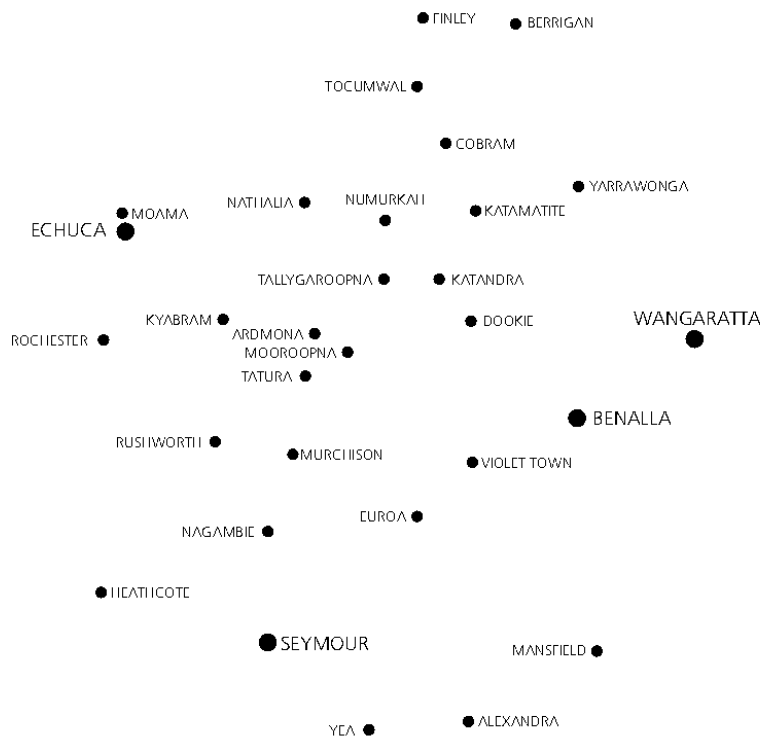 FINLEY
BERRIGAN
TOCUMWAL
COBRAM
YARRAWONGA
NATHALIA
NUMURKAH
KATAMATITE
MOAMA
ECHUCA
TALLYGAROOPNA
KATANDRA
KYABRAM
DOOKIE
WANGARATTA
ARDMONA
ROCHESTER
MOOROOPNA
TATURA
BENALLA
RUSHWORTH
MURCHISON
VIOLET TOWN
EUROA
NAGAMBIE
HEATHCOTE
SEYMOUR
MANSFIELD
ALEXANDRA
YEA